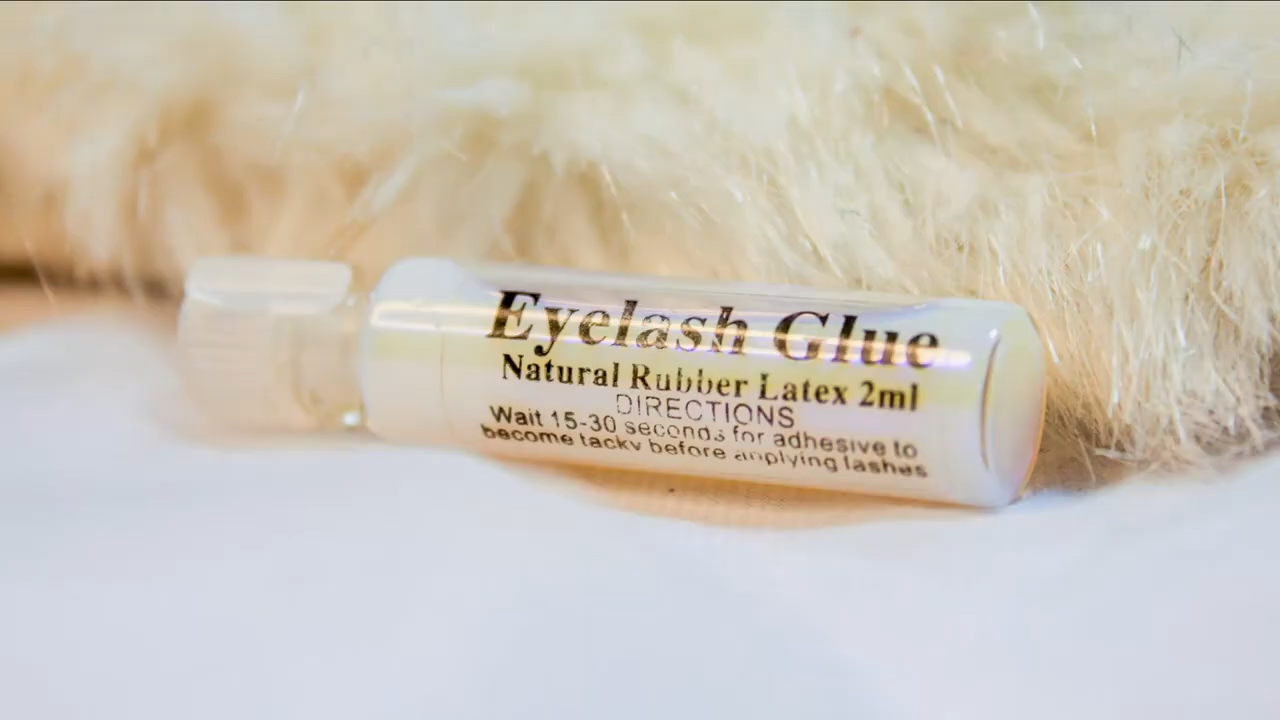 Eyelash Glue
Natural Rubber Latex 2ml
DIRECTIONS
Wait 15-30 seconds for adhesive to
become tacky before applying lashes